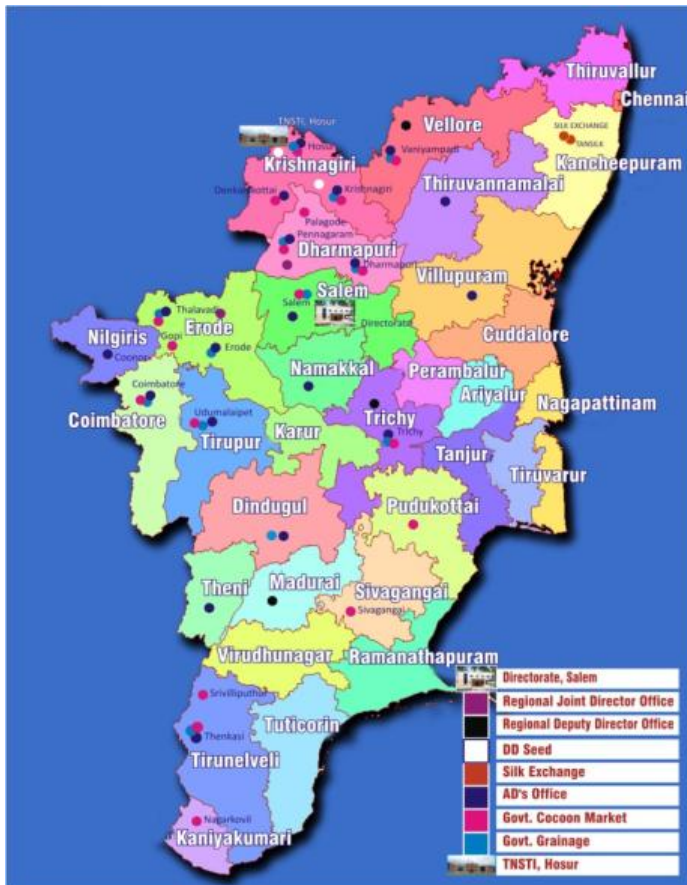 Thiruvallur
Chennai
TNSTI, Hosur
Hosur
Vellore
SILK EXCHANGE
TANSILK
Vaniyampadi
Kancheepuram
Krishnagiri
Denkanikottai
Krishnagiri
Thiruvannamalai
Palagode
Pennagaram
Dharmapuri
Dharmapuri
Villupuram
Salem
Salem
Directorate
Thalavadi
Erode
Gopi
Erode
Nilgiris
Coonoor
Cuddalore
Namakkal
Perambalur
Ariyalur
Nagapattinam
Coimbatore
Coimbatore
Udumalaipet
Tirupur
Karur
Trichy
Trichy
Tanjur
Tiruvarur
Dindugul
Pudukottai
Theni
Madurai
Sivagangai
Sivagangai
Virudhunagar
Ramanathapuram
Srivilliputhur
Tuticorin
Thenkasi
Tirunelveli
Nagarkovil
Kaniyakumari
Directorate, Salem
Regional Joint Director Office
Regional Deputy Director Office
DD Seed
Silk Exchange
AD's Office
Govt. Cocoon Market
Govt. Grainage
TNSTI, Hosur